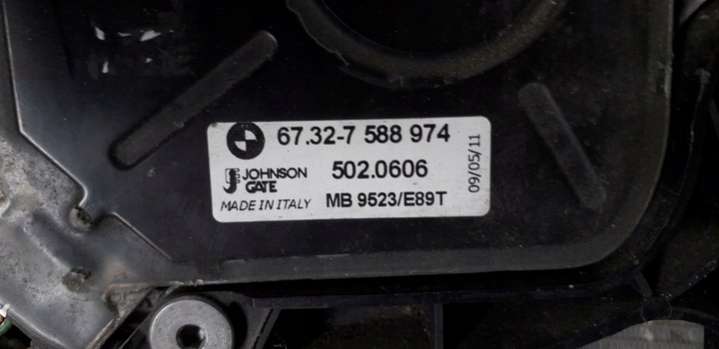 67.32-7 588 974
JOHNSON GATE 502.0606
MADE IN ITALY MB 9523/E89T
09/05/11